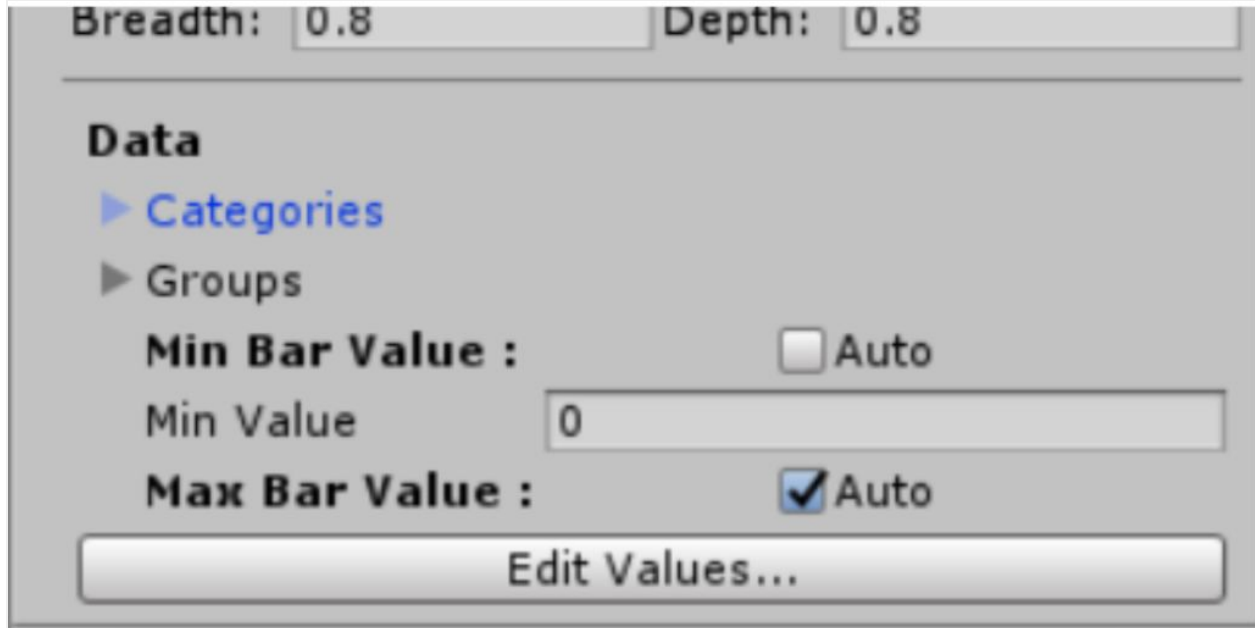 Breadth: 0.8 Depth: 0.8
Data
Categories
Groups
Min Bar Value : Auto
Min Value 0
Max Bar Value : Auto
Edit Values...